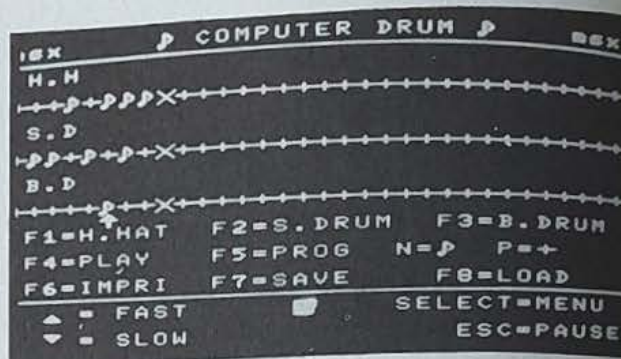 COMPUTER DRUM
H.H
S.D
B.D
F1=H.HAT F2=S.DRUM F3=B.DRUM
F4=PLAY F5=PROG N=♪ P=+
F6=IMPRI F7=SAVE F8=LOAD
▲ = FAST SELECT=MENU
▼ = SLOW ESC=PAUSE